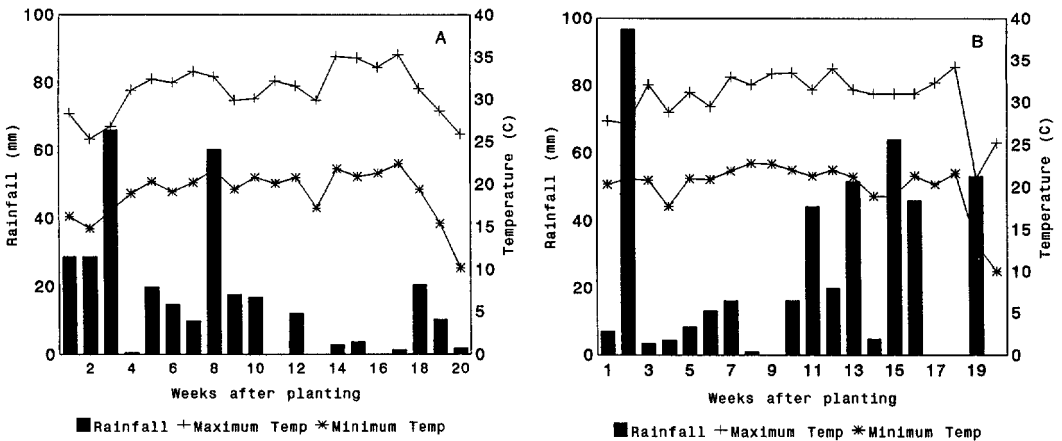 A
100
80
60
40
20
0
Rainfall (mm)
40
35
30
25
20
15
10
5
0
Temperature (C)
2 4 6 8 10 12 14 16 18 20
Weeks after planting
Rainfall Maximum Temp Minimum Temp
B
100
80
60
40
20
0
Rainfall (mm)
40
35
30
25
20
15
10
5
0
Temperature (C)
1 3 5 7 9 11 13 15 17 19
Weeks after planting
Rainfall Maximum Temp Minimum Temp